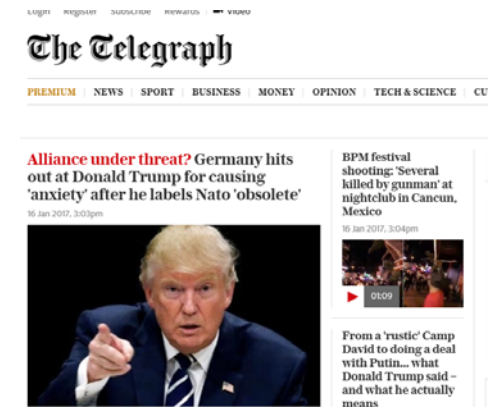 Login Register Subscribe Rewards Video
The Telegraph
PREMIUM NEWS SPORT BUSINESS MONEY OPINION TECH & SCIENCE CU
Alliance under threat? Germany hits
out at Donald Trump for causing
'anxiety' after he labels Nato 'obsolete'
16 Jan 2017, 3:03pm
BPM festival
shooting: 'Several
killed by gunman' at
nightclub in Cancun,
Mexico
16 Jan 2017, 3:04pm
01:09
From a 'rustic' Camp
David to doing a deal
with Putin... what
Donald Trump said –
and what he actually
means